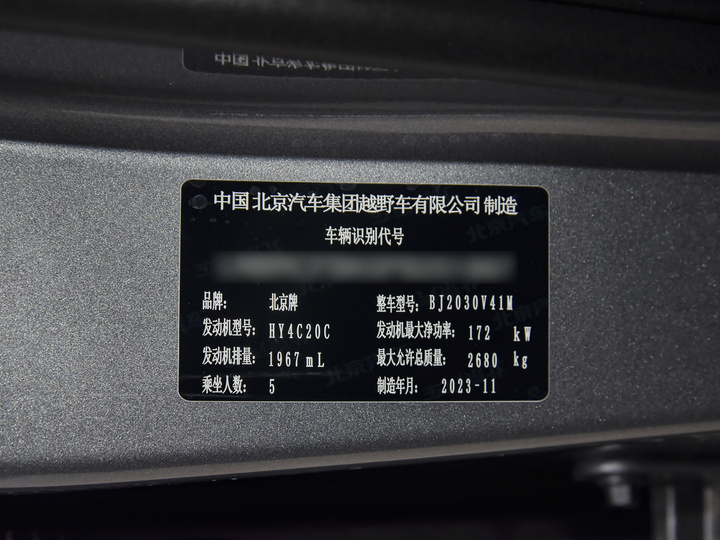 中国 北京汽车集团越野车有限公司 制造
车辆识别代号
品牌： 北京牌 整车型号： BJ2030V41M
发动机型号： HY4C20C 发动机最大净功率： 172 kW
发动机排量： 1967 mL 最大允许总质量： 2680 kg
乘坐人数： 5 制造年月： 2023-11